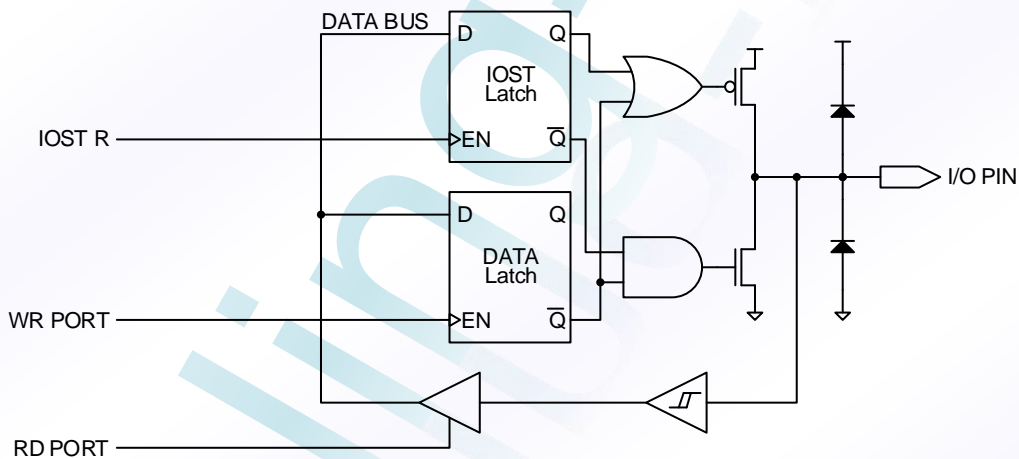 DATA BUS
D
Q
IOST
Latch
IOST R
EN
Q
D
Q
DATA
Latch
WR PORT
EN
Q
I/O PIN
RD PORT